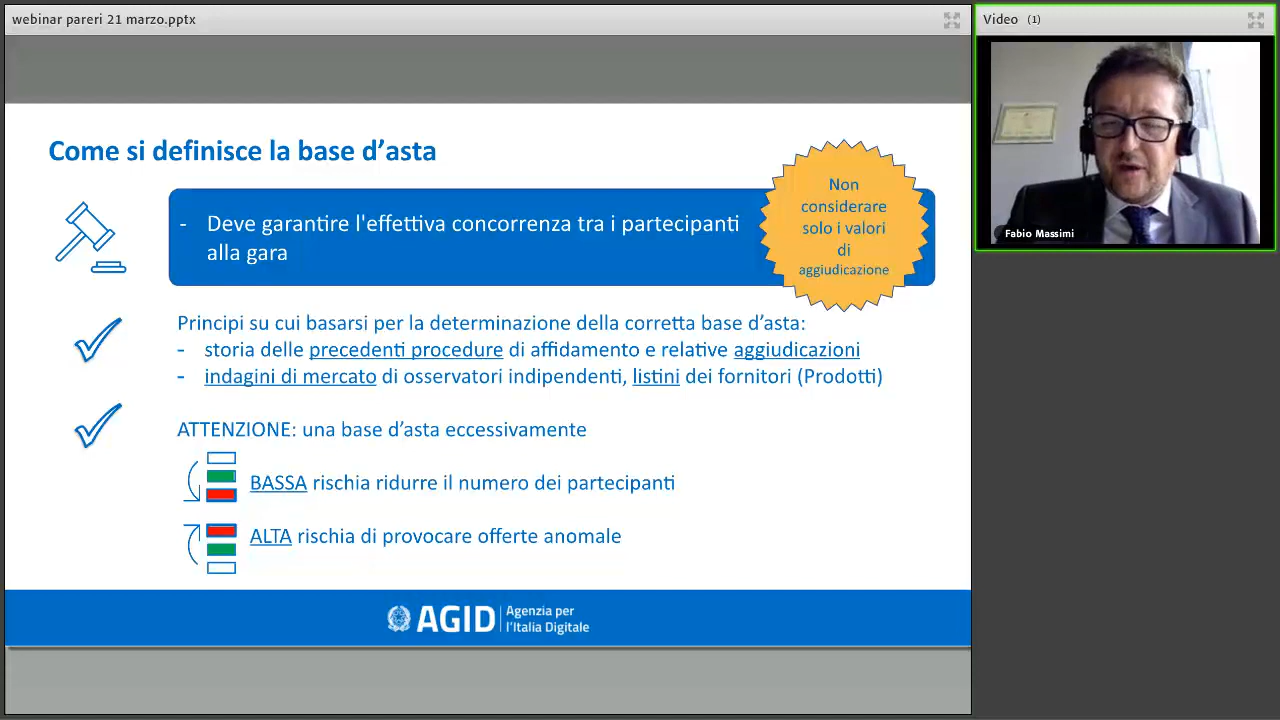 webinar pareri 21 marzo.pptx
Video (1)
Fabio Massimi
Come si definisce la base d’asta
- Deve garantire l'effettiva concorrenza tra i partecipanti
alla gara
Non
considerare
solo i valori
di
aggiudicazione
Principi su cui basarsi per la determinazione della corretta base d’asta:
- storia delle precedenti procedure di affidamento e relative aggiudicazioni
- indagini di mercato di osservatori indipendenti, listini dei fornitori (Prodotti)
ATTENZIONE: una base d’asta eccessivamente
BASSA rischia ridurre il numero dei partecipanti
ALTA rischia di provocare offerte anomale
AGID
Agenzia per
l’Italia Digitale